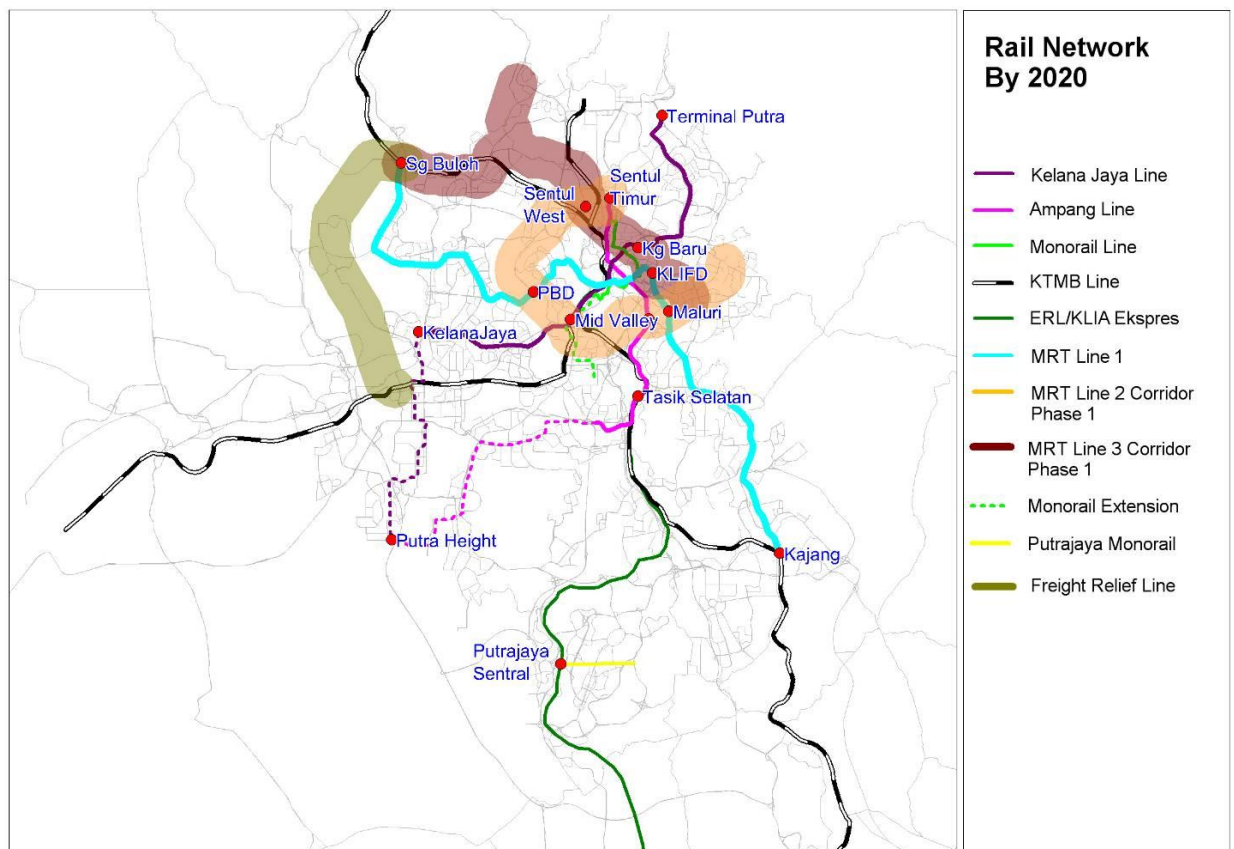 Rail Network
By 2020
Kelana Jaya Line
Ampang Line
Monorail Line
KTMB Line
ERL/KLIA Ekspres
MRT Line 1
MRT Line 2 Corridor
Phase 1
MRT Line 3 Corridor
Phase 1
Monorail Extension
Putrajaya Monorail
Freight Relief Line
Terminal Putra
Sg Buloh
Sentul
Timur
Sentul
West
Kg Baru
KLIFD
PBD
Maluri
Mid Valley
KelanaJaya
Tasik Selatan
Putra Height
Kajang
Putrajaya
Sentral